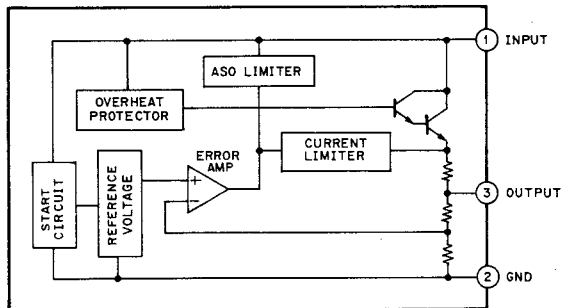 1 INPUT
ASO LIMITER
OVERHEAT
PROTECTOR
CURRENT
LIMITER
ERROR
AMP
START
CIRCUIT
REFERENCE
VOLTAGE
+
−
3 OUTPUT
2 GND